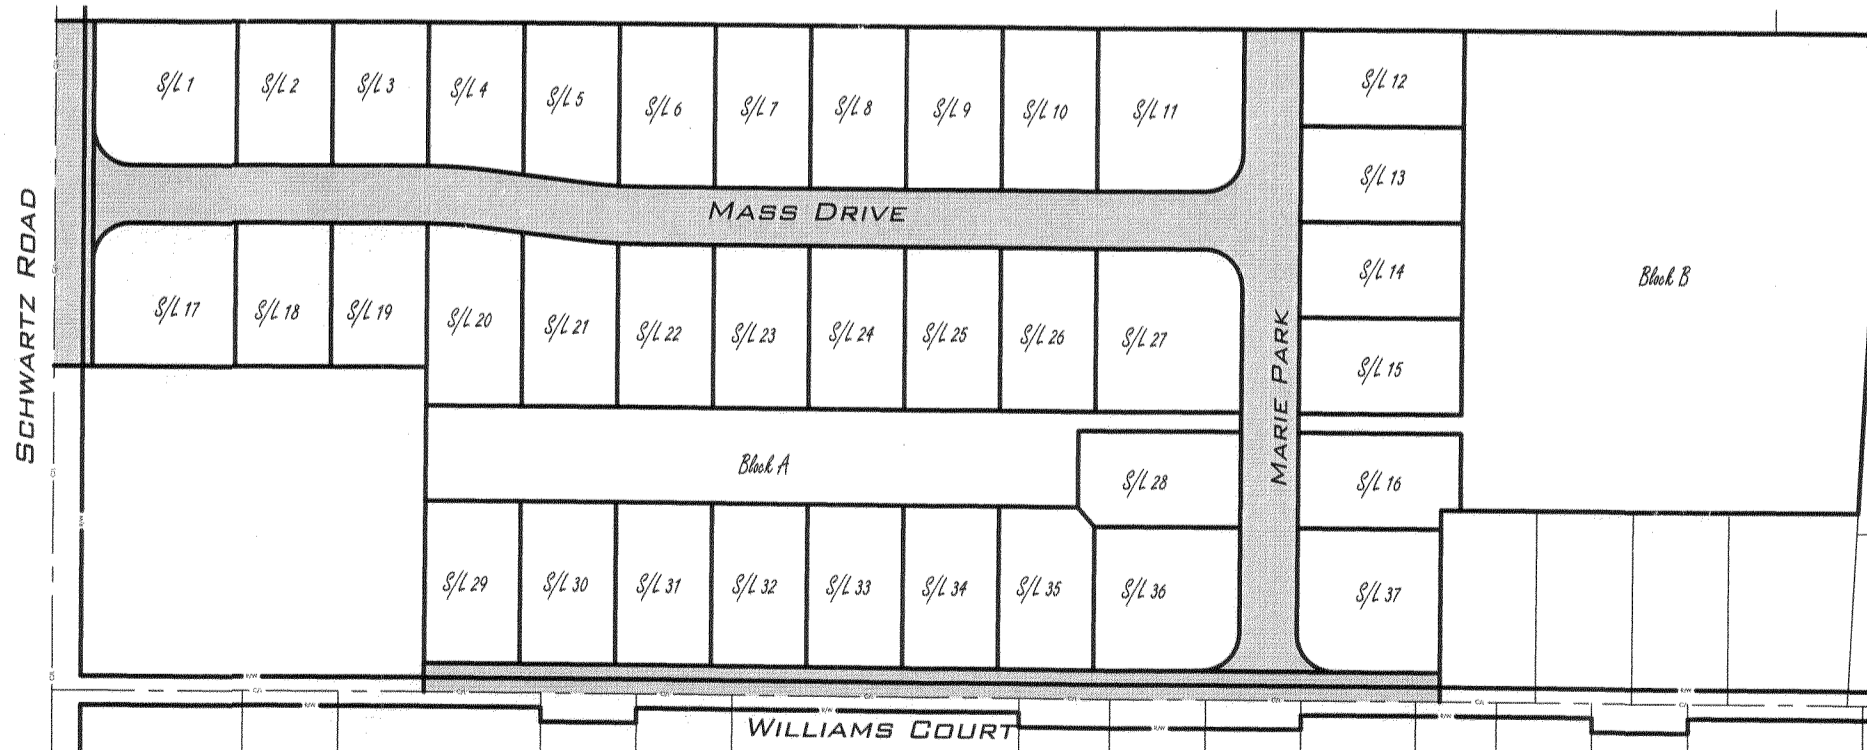 S/L 1
S/L 2
S/L 3
S/L 4
S/L 5
S/L 6
S/L 7
S/L 8
S/L 9
S/L 10
S/L 11
S/L 12
S/L 13
MASS DRIVE
SCHWARTZ ROAD
S/L 14
Block B
S/L 17
S/L 18
S/L 19
S/L 20
S/L 21
S/L 22
S/L 23
S/L 24
S/L 25
S/L 26
S/L 27
MARIE PARK
S/L 15
Block A
S/L 28
S/L 16
S/L 29
S/L 30
S/L 31
S/L 32
S/L 33
S/L 34
S/L 35
S/L 36
S/L 37
WILLIAMS COURT